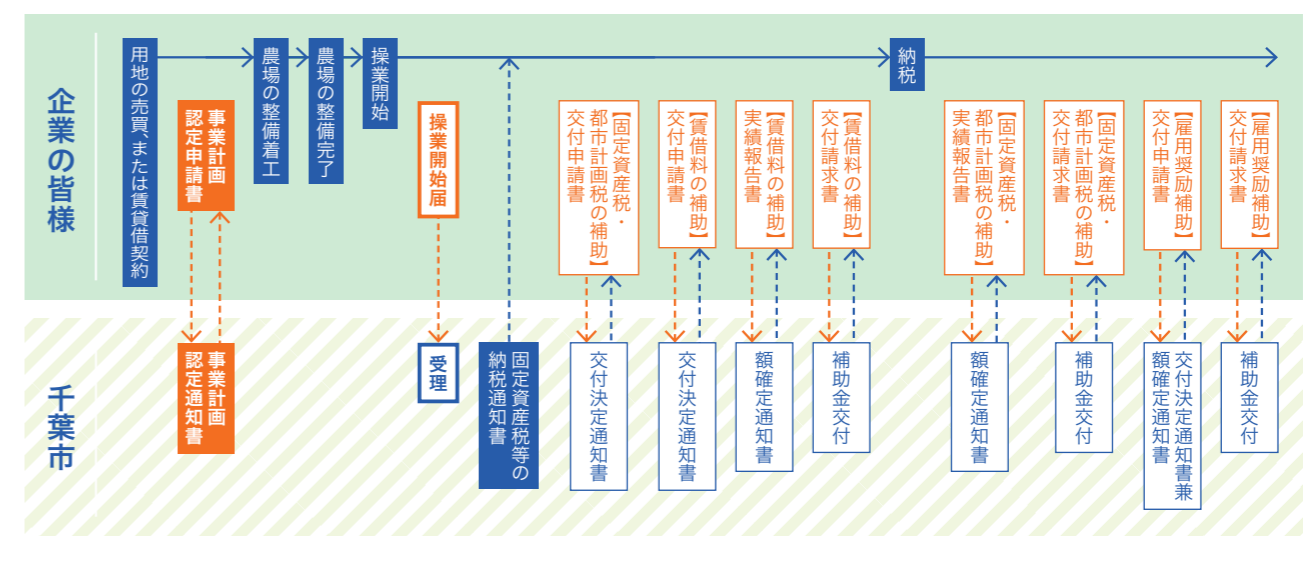 企業の皆様
用地の売買、または賃貸借契約
事業計画
認定申請書
農場の整備着工
農場の整備完了
操業開始
操業開始届
納税
【固定資産税・
都市計画税の補助】
交付申請書
【賃借料の補助】
交付申請書
【賃借料の補助】
実績報告書
【賃借料の補助】
交付請求書
【固定資産税・
都市計画税の補助】
実績報告書
【固定資産税・
都市計画税の補助】
交付請求書
【雇用奨励補助】
交付申請書
【雇用奨励補助】
交付請求書
千葉市
事業計画
認定通知書
受理
固定資産税等の
納税通知書
交付決定通知書
交付決定通知書
額確定通知書
補助金交付
額確定通知書
補助金交付
交付決定通知書兼
額確定通知書
補助金交付